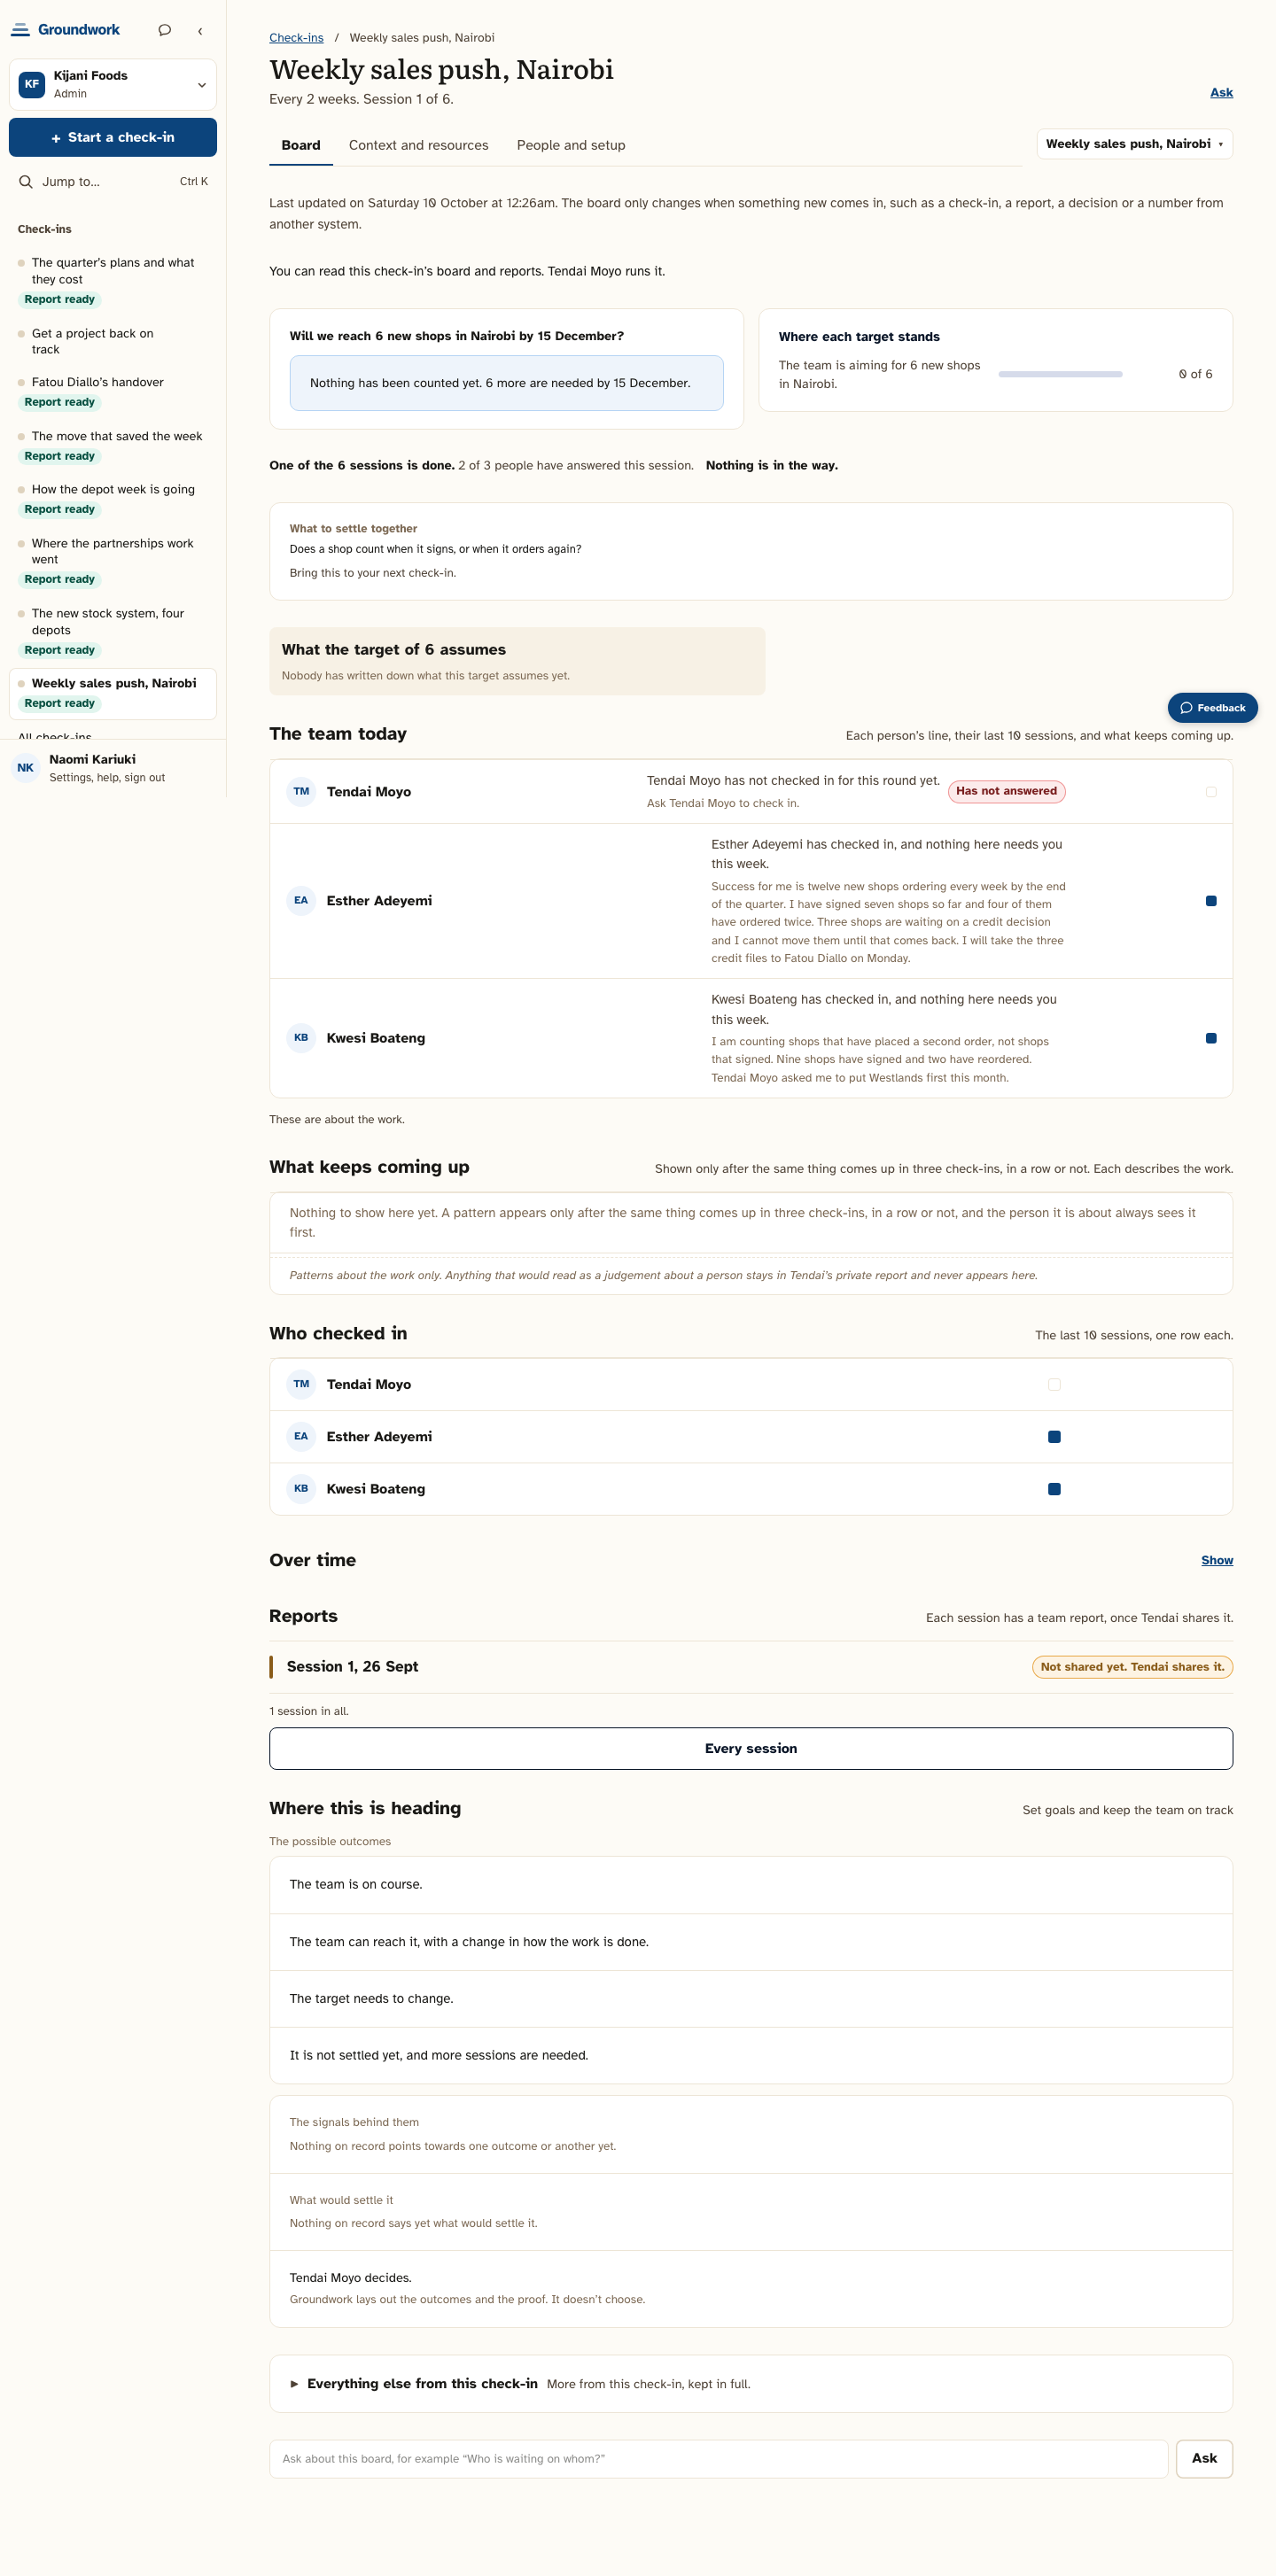 Groundwork
KF
Kijani Foods
Admin
+ Start a check-in
Jump to... Ctrl K
Check-ins
The quarter's plans and what
they cost
Report ready
Get a project back on
track
Fatou Diallo's handover
Report ready
The move that saved the week
Report ready
How the depot week is going
Report ready
Where the partnerships work
went
Report ready
The new stock system, four
depots
Report ready
Weekly sales push, Nairobi
Report ready
All check-ins
NK
Naomi Kariuki
Settings, help, sign out
Check-ins / Weekly sales push, Nairobi
Weekly sales push, Nairobi
Every 2 weeks. Session 1 of 6.
Ask
Board Context and resources People and setup
Weekly sales push, Nairobi
Last updated on Saturday 10 October at 12:26am. The board only changes when something new comes in, such as a check-in, a report, a decision or a number from
another system.
You can read this check-in's board and reports. Tendai Moyo runs it.
Will we reach 6 new shops in Nairobi by 15 December?
Nothing has been counted yet. 6 more are needed by 15 December.
Where each target stands
The team is aiming for 6 new shops
in Nairobi.
0 of 6
One of the 6 sessions is done. 2 of 3 people have answered this session. Nothing is in the way.
What to settle together
Does a shop count when it signs, or when it orders again?
Bring this to your next check-in.
What the target of 6 assumes
Nobody has written down what this target assumes yet.
Feedback
The team today
Each person's line, their last 10 sessions, and what keeps coming up.
TM
Tendai Moyo
Tendai Moyo has not checked in for this round yet.
Ask Tendai Moyo to check in.
Has not answered
EA
Esther Adeyemi
Esther Adeyemi has checked in, and nothing here needs you
this week.
Success for me is twelve new shops ordering every week by the end
of the quarter. I have signed seven shops so far and four of them
have ordered twice. Three shops are waiting on a credit decision
and I cannot move them until that comes back. I will take the three
credit files to Fatou Diallo on Monday.
KB
Kwesi Boateng
Kwesi Boateng has checked in, and nothing here needs you
this week.
I am counting shops that have placed a second order, not shops
that signed. Nine shops have signed and two have reordered.
Tendai Moyo asked me to put Westlands first this month.
These are about the work.
What keeps coming up
Shown only after the same thing comes up in three check-ins, in a row or not. Each describes the work.
Nothing to show here yet. A pattern appears only after the same thing comes up in three check-ins, in a row or not, and the person it is about always sees it
first.
Patterns about the work only. Anything that would read as a judgement about a person stays in Tendai's private report and never appears here.
Who checked in
The last 10 sessions, one row each.
TM
Tendai Moyo
EA
Esther Adeyemi
KB
Kwesi Boateng
Over time
Show
Reports
Each session has a team report, once Tendai shares it.
Session 1, 26 Sept
Not shared yet. Tendai shares it.
1 session in all.
Every session
Where this is heading
Set goals and keep the team on track
The possible outcomes
The team is on course.
The team can reach it, with a change in how the work is done.
The target needs to change.
It is not settled yet, and more sessions are needed.
The signals behind them
Nothing on record points towards one outcome or another yet.
What would settle it
Nothing on record says yet what would settle it.
Tendai Moyo decides.
Groundwork lays out the outcomes and the proof. It doesn't choose.
Everything else from this check-in More from this check-in, kept in full.
Ask about this board, for example “Who is waiting on whom?”
Ask